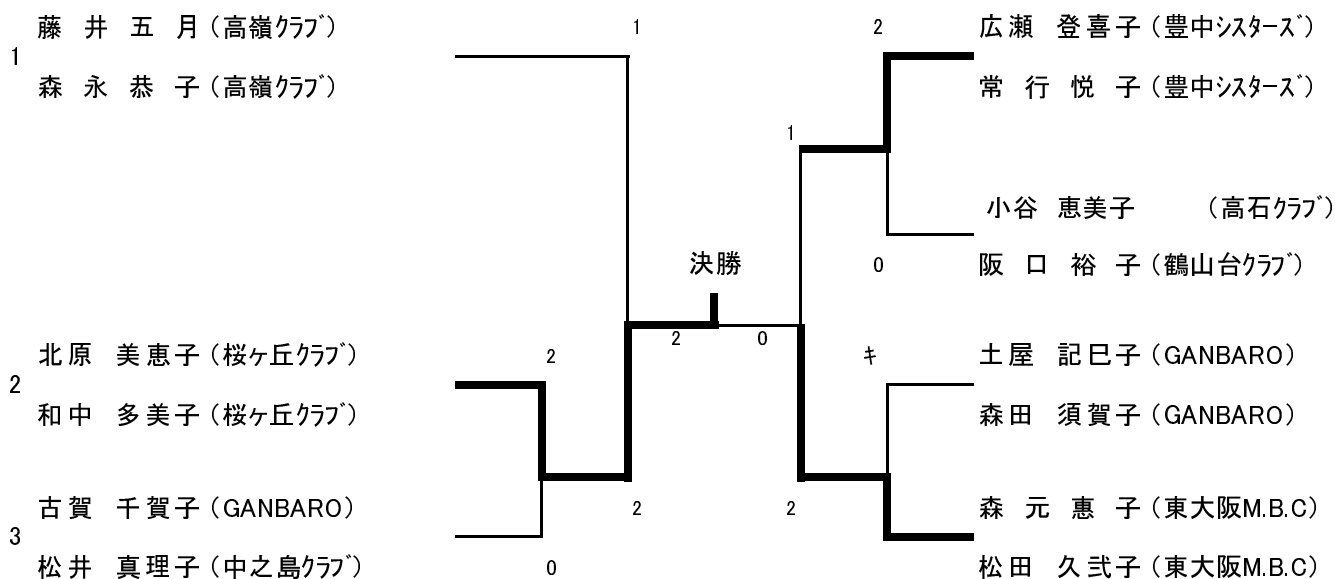 藤 井 五 月 (高嶺ｸﾗﾌﾞ)
1
森 永 恭 子 (高嶺ｸﾗﾌﾞ)
1
北原 美恵子 (桜ヶ丘ｸﾗﾌﾞ)
2
2
和中 多美子 (桜ヶ丘ｸﾗﾌﾞ)
古賀 千賀子 (GANBARO)
2
3
松井 真理子 (中之島ｸﾗﾌﾞ)
0
決勝
2 0
2
広瀬 登喜子 (豊中ｼｽﾀｰｽﾞ)
常 行 悦 子 (豊中ｼｽﾀｰｽﾞ)
1
小谷 恵美子 (高石ｸﾗﾌﾞ)
0
阪 口 裕 子 (鶴山台ｸﾗﾌﾞ)
ｷ
土屋 記巳子 (GANBARO)
森田 須賀子 (GANBARO)
2
森 元 惠 子 (東大阪M.B.C)
松田 久弐子 (東大阪M.B.C)